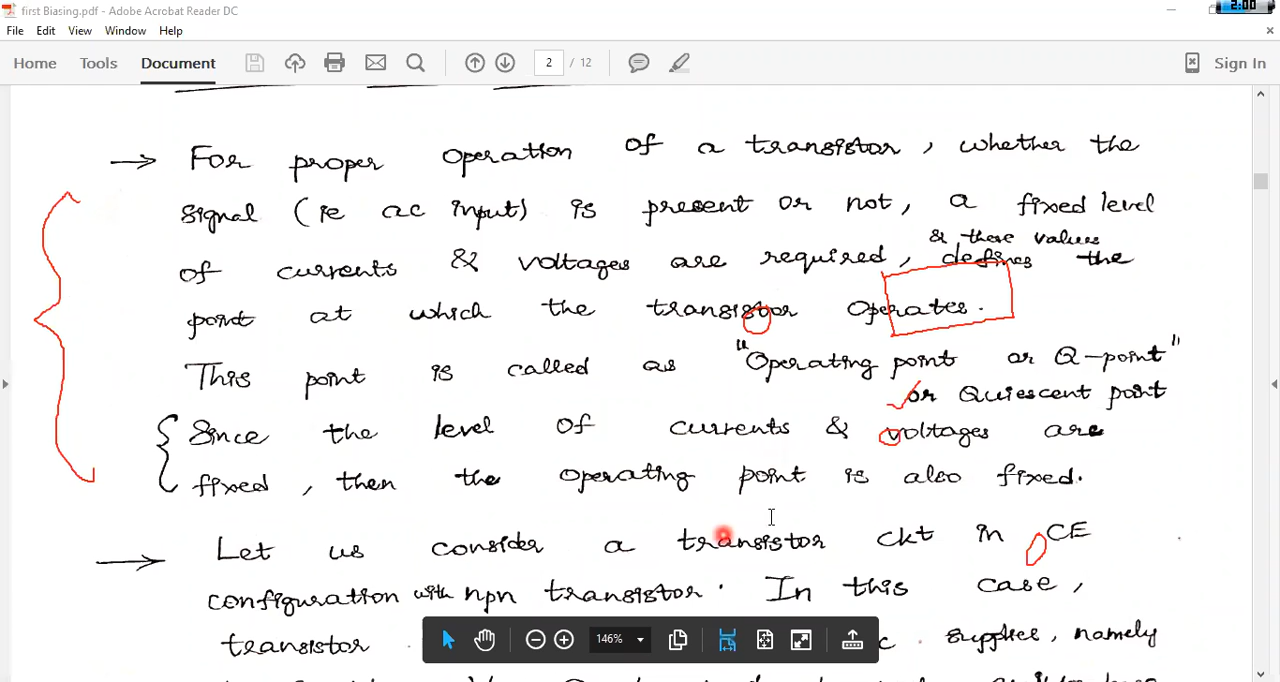 first Biasing.pdf - Adobe Acrobat Reader DC
2:00
File Edit View Window Help
Home Tools Document 2 / 12 Sign In
→ For proper operation of a transistor, whether the
signal (ie ac input) is present or not, a fixed level
& these values
of currents & voltages are required, defines the
point at which the transistor operates.
This point is called as "Operating point or Q-point"
or Quiescent point
Since the level of currents & voltages are
fixed, then the operating point is also fixed.
→ Let us consider a transistor ckt in CE
configuration with npn transistor. In this case,
transistor supplies, namely
146%